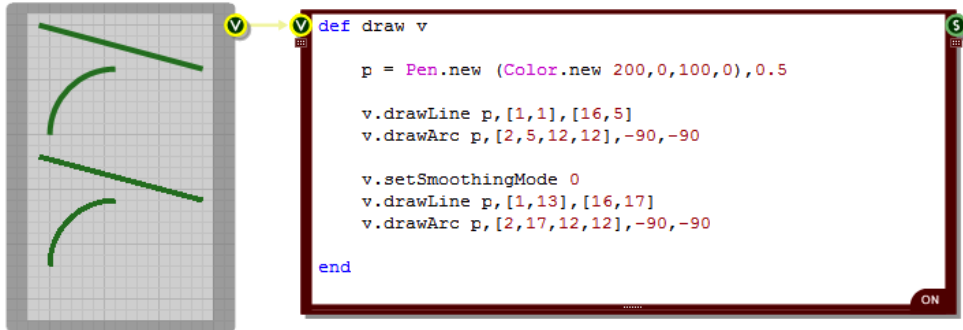 V
V
S
def draw v
p = Pen.new (Color.new 200,0,100,0),0.5
v.drawLine p,[1,1],[16,5]
v.drawArc p,[2,5,12,12],-90,-90
v.setSmoothingMode 0
v.drawLine p,[1,13],[16,17]
v.drawArc p,[2,17,12,12],-90,-90
end
ON